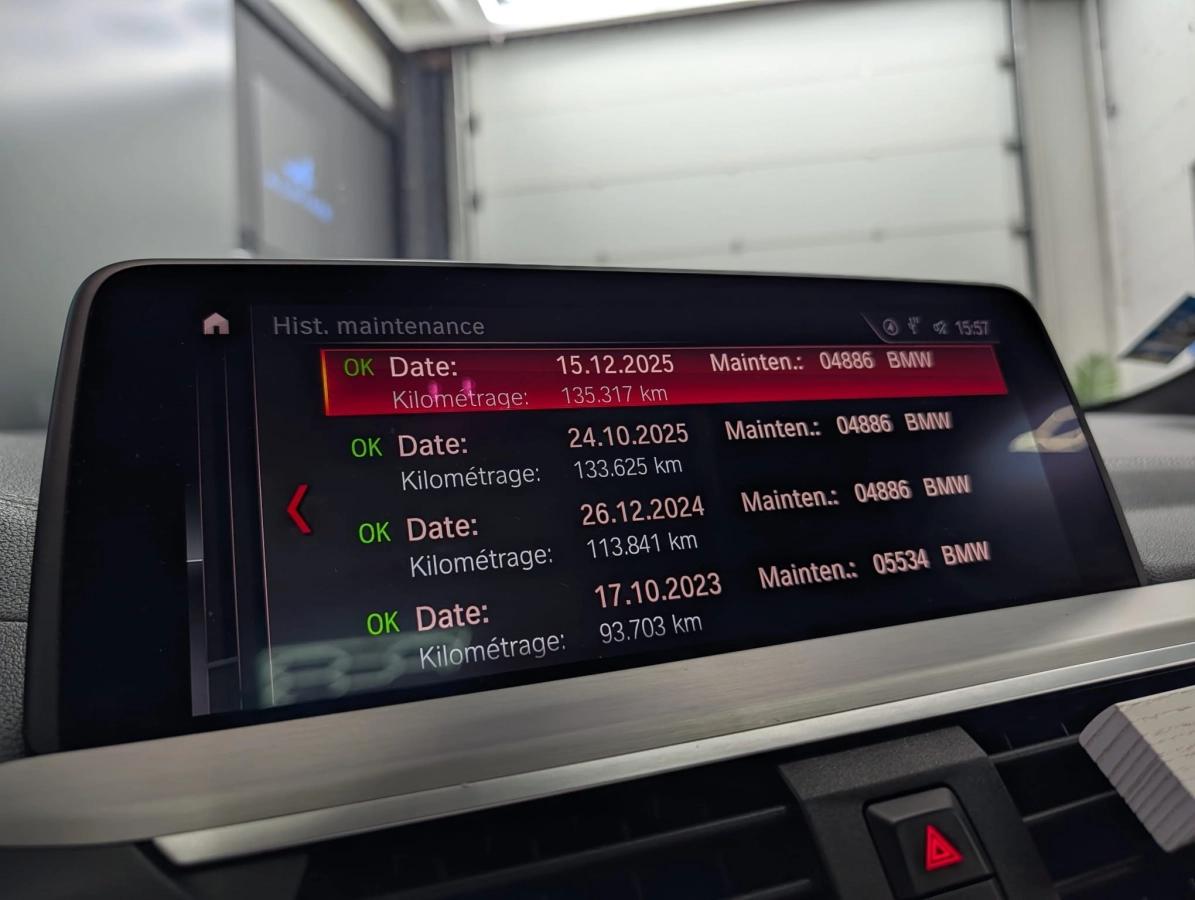 Hist. maintenance 15:57
OK Date: 15.12.2025 Mainten.: 04886 BMW
Kilométrage: 135.317 km
OK Date: 24.10.2025 Mainten.: 04886 BMW
Kilométrage: 133.625 km
OK Date: 26.12.2024 Mainten.: 04886 BMW
Kilométrage: 113.841 km
OK Date: 17.10.2023 Mainten.: 05534 BMW
Kilométrage: 93.703 km